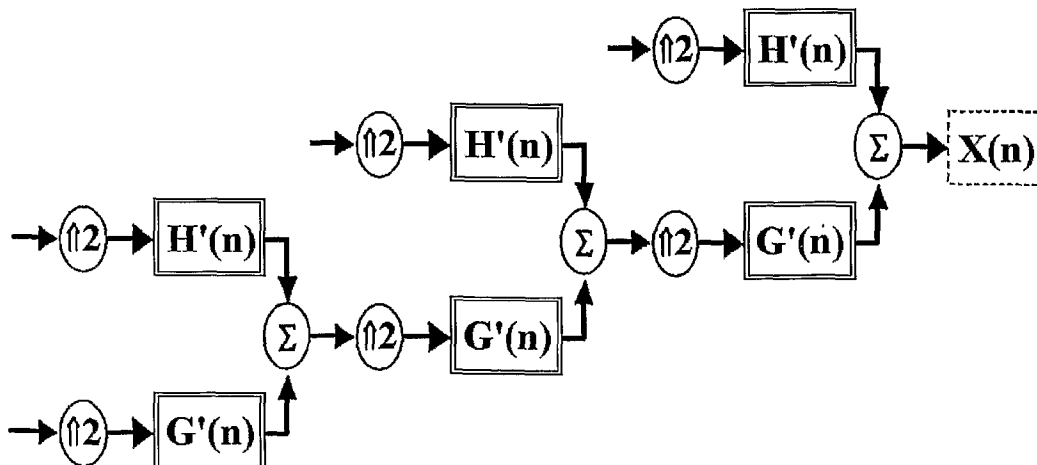 ⇑2 H'(n)
⇑2 H'(n) Σ X(n)
⇑2 H'(n) Σ ⇑2 G'(n)
Σ ⇑2 G'(n)
⇑2 G'(n)